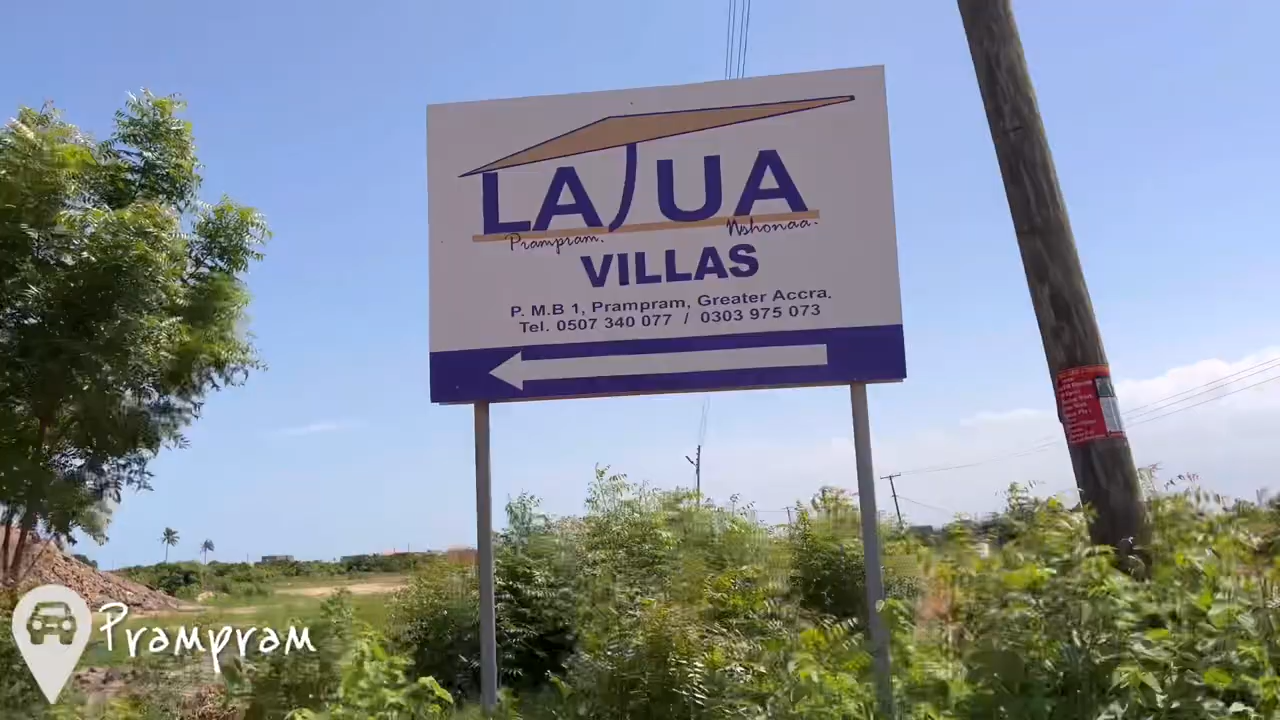 LAJUA
Prampram. Nshonaa.
VILLAS
P. M.B 1, Prampram, Greater Accra.
Tel. 0507 340 077 / 0303 975 073
Prampram